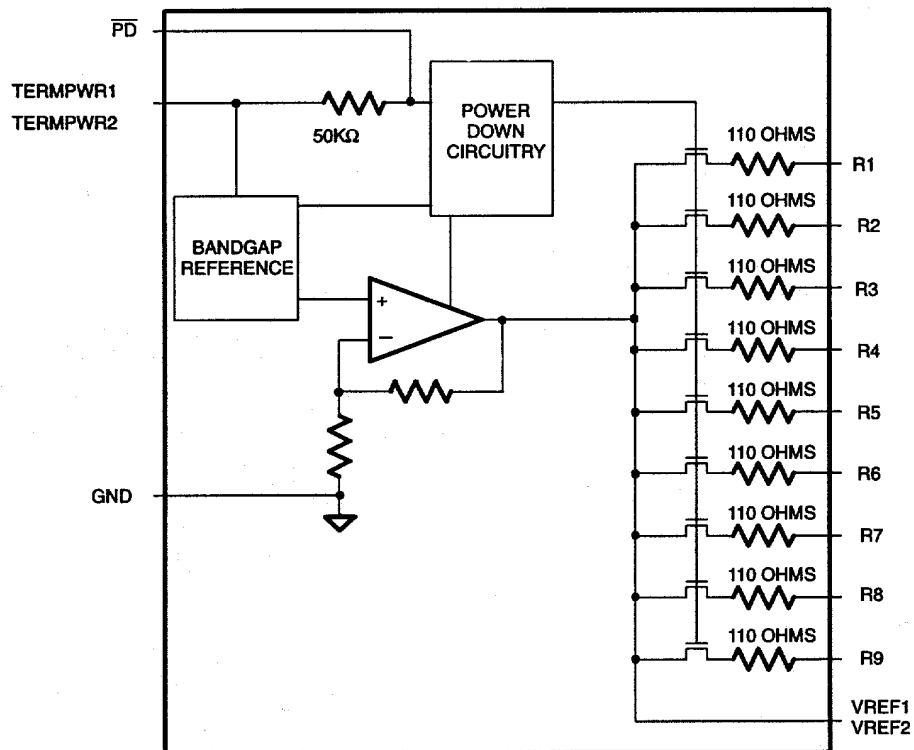 PD
TERMPWR1
TERMPWR2
50KΩ
POWER
DOWN
CIRCUITRY
BANDGAP
REFERENCE
+
−
GND
110 OHMS
R1
110 OHMS
R2
110 OHMS
R3
110 OHMS
R4
110 OHMS
R5
110 OHMS
R6
110 OHMS
R7
110 OHMS
R8
110 OHMS
R9
VREF1
VREF2